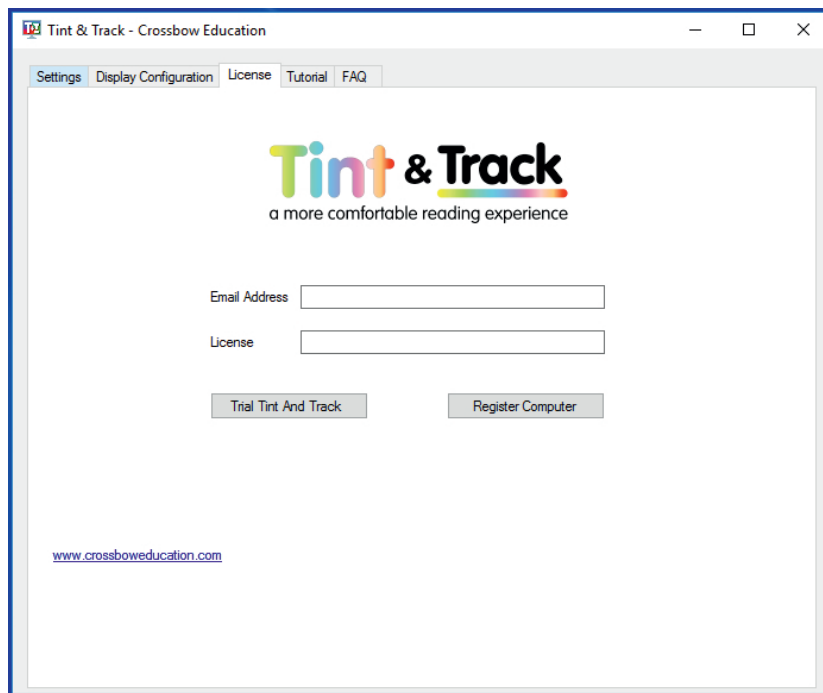 Tint & Track - Crossbow Education
Settings Display Configuration License Tutorial FAQ
Tint & Track
a more comfortable reading experience
Email Address
License
Trial Tint And Track Register Computer
www.crossboweducation.com